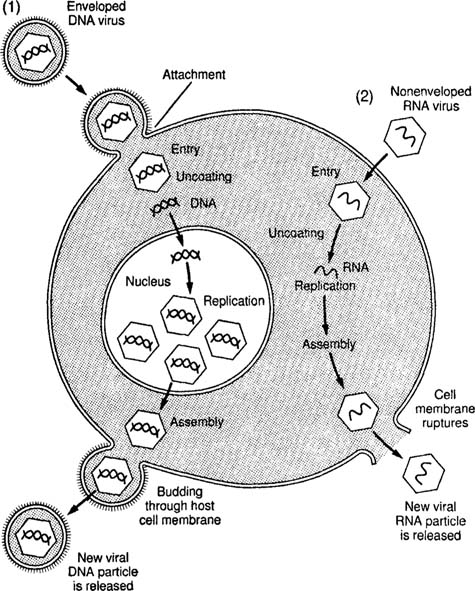 (1)
Enveloped
DNA virus
Attachment
Entry
Uncoating
DNA
Nucleus
Replication
Assembly
Budding
through host
cell membrane
New viral
DNA particle
is released
(2)
Nonenveloped
RNA virus
Entry
Uncoating
RNA
Replication
Assembly
Cell
membrane
ruptures
New viral
RNA particle
is released